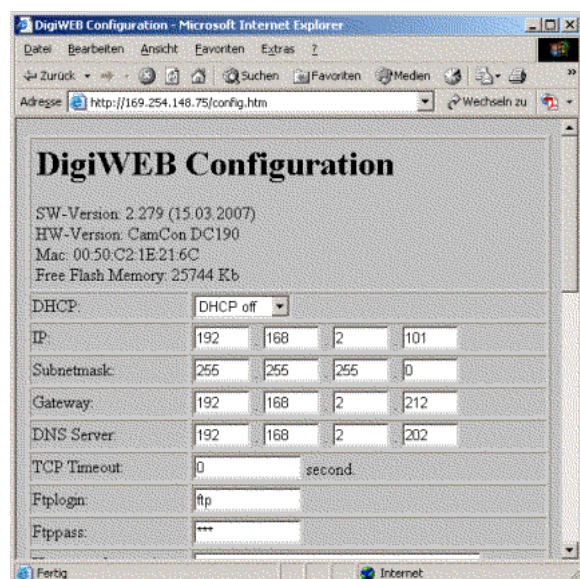 DigiWEB Configuration - Microsoft Internet Explorer
Datei Bearbeiten Ansicht Favoriten Extras ?
Zurück Suchen Favoriten Medien »
Adresse http://169.254.148.75/config.htm Wechseln zu
DigiWEB Configuration
SW-Version: 2.279 (15.03.2007)
HW-Version: CamCon DC190
Mac: 00:50:C2:1E:21:6C
Free Flash Memory: 25744 Kb
DHCP: DHCP off
IP: 192 . 168 . 2 . 101
Subnetmask: 255 . 255 . 255 . 0
Gateway: 192 . 168 . 2 . 212
DNS Server: 192 . 168 . 2 . 202
TCP Timeout: 0 second.
Ftplogin: ftp
Ftppass: ***
Fertig Internet